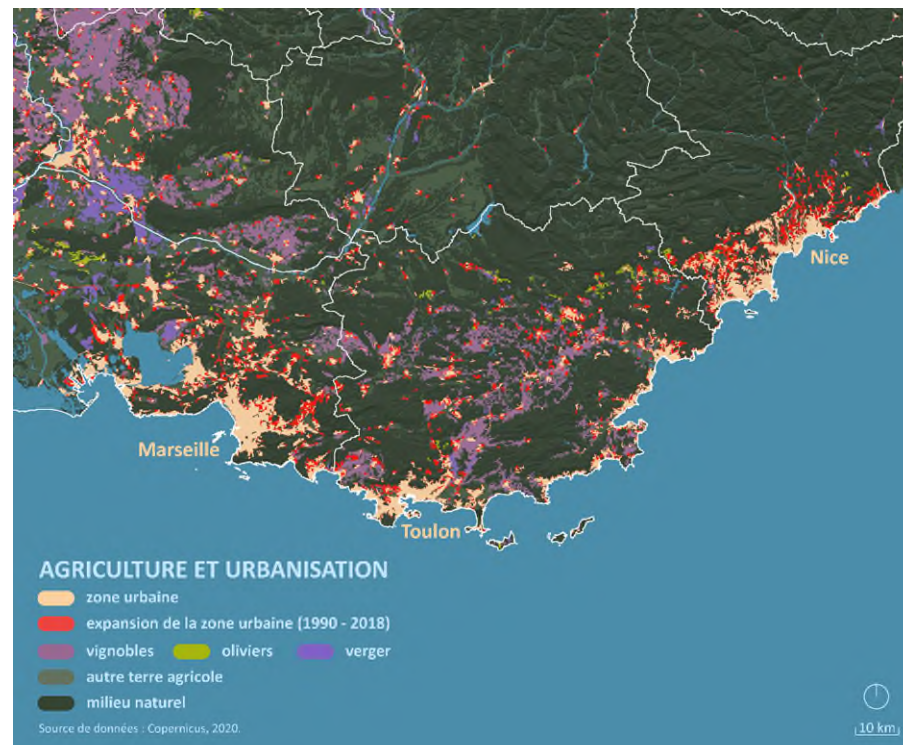 Nice
Marseille
Toulon
AGRICULTURE ET URBANISATION
zone urbaine
expansion de la zone urbaine (1990 - 2018)
vignobles oliviers verger
autre terre agricole
milieu naturel
Source de données : Copernicus, 2020.
10 km